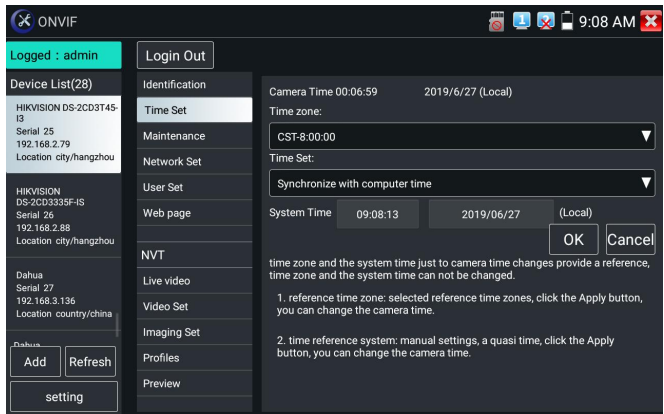 ONVIF
1
9:08 AM
Logged : admin
Login Out
Device List(28)
HIKVISION DS-2CD3T45-
I3
Serial 25
192.168.2.79
Location city/hangzhou
HIKVISION
DS-2CD3335F-IS
Serial 26
192.168.2.88
Location city/hangzhou
Dahua
Serial 27
192.168.3.136
Location country/china
Dahua
Add
Refresh
setting
Identification
Time Set
Maintenance
Network Set
User Set
Web page
NVT
Live video
Video Set
Imaging Set
Profiles
Preview
Camera Time 00:06:59 2019/6/27 (Local)
Time zone:
CST-8:00:00
Time Set:
Synchronize with computer time
System Time 09:08:13 2019/06/27 (Local)
OK Cancel
time zone and the system time just to camera time changes provide a reference,
time zone and the system time can not be changed.
1. reference time zone: selected reference time zones, click the Apply button,
you can change the camera time.
2. time reference system: manual settings, a quasi time, click the Apply
button, you can change the camera time.